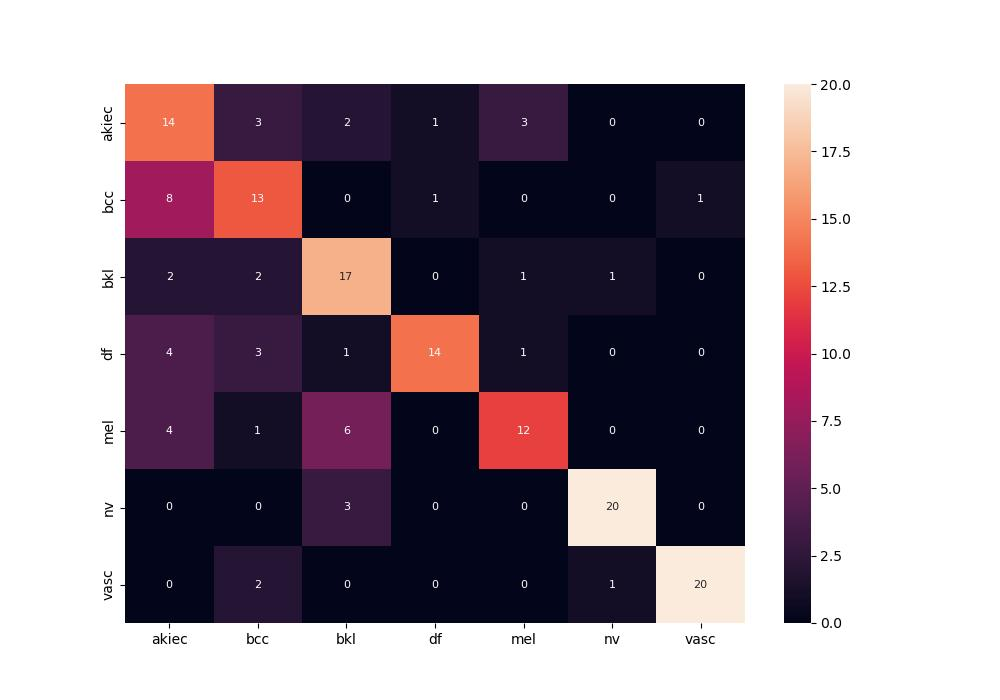 akiec 14 3 2 1 3 0 0
bcc 8 13 0 1 0 0 1
bkl 2 2 17 0 1 1 0
df 4 3 1 14 1 0 0
mel 4 1 6 0 12 0 0
nv 0 0 3 0 0 20 0
vasc 0 2 0 0 0 1 20
akiec bcc bkl df mel nv vasc
20.0
17.5
15.0
12.5
10.0
7.5
5.0
2.5
0.0